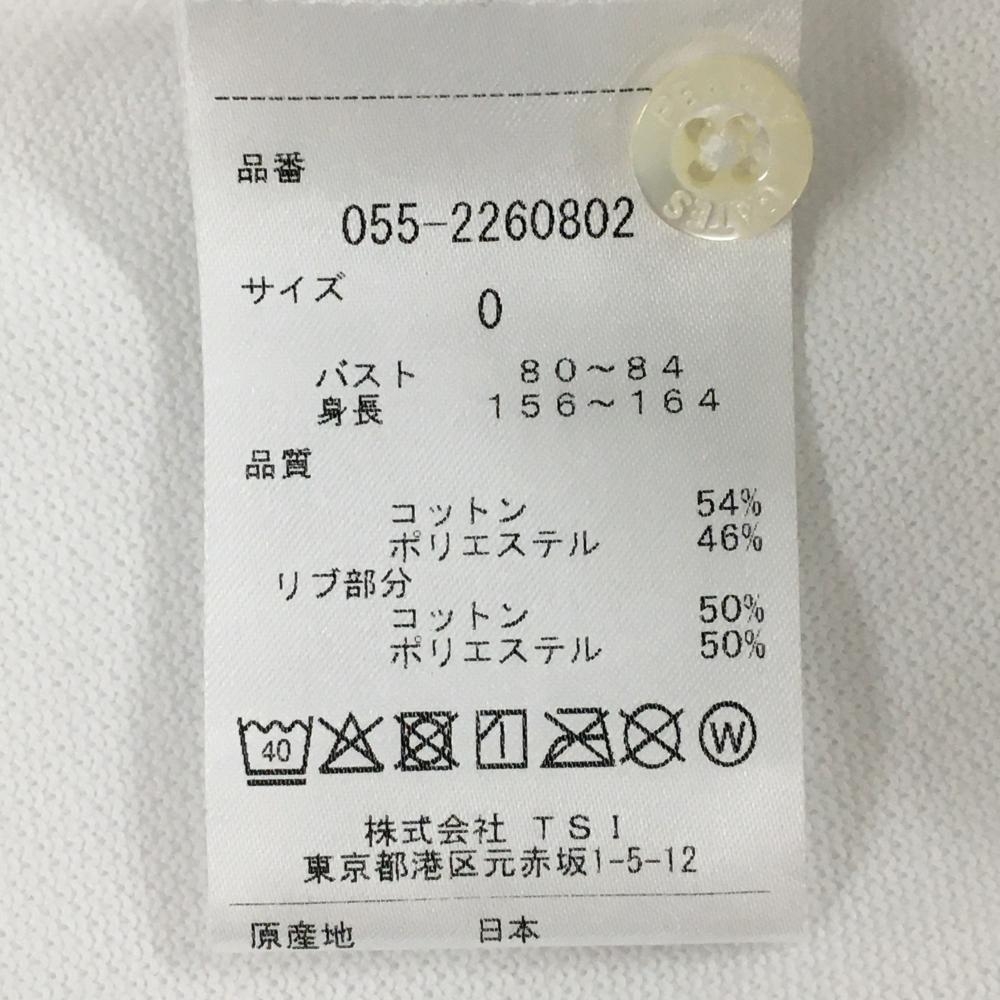 品番
055-2260802
サイズ
0
バスト 80～84
身長 156～164
品質
コットン 54%
ポリエステル 46%
リブ部分
コットン 50%
ポリエステル 50%
40 W
株式会社 TSI
東京都港区元赤坂1-5-12
原産地 日本
GATES